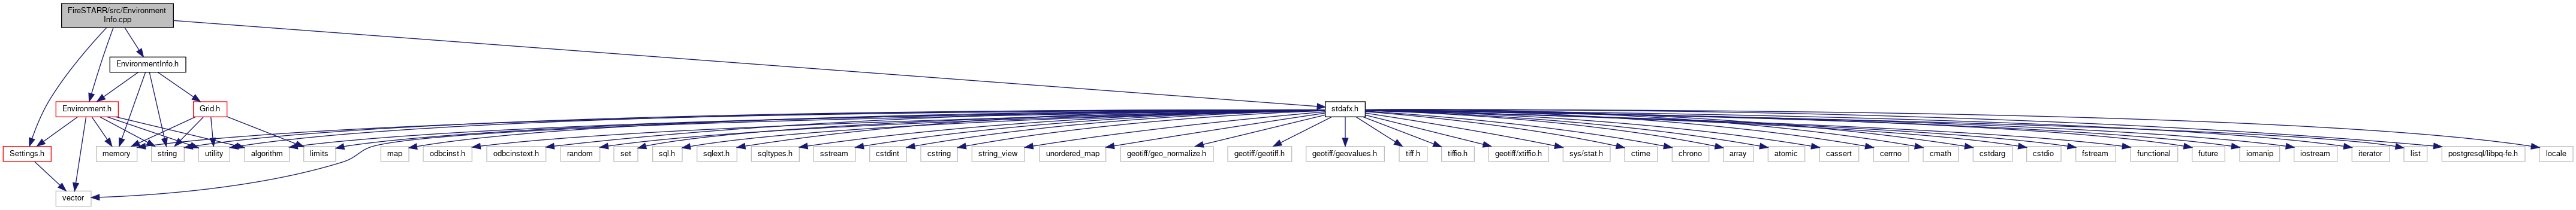 FireSTARR/src/Environment
Info.cpp
EnvironmentInfo.h
Environment.h
Grid.h
stdafx.h
Settings.h
memory
string
utility
algorithm
limits
map
odbcinst.h
odbcinstext.h
random
set
sql.h
sqlext.h
sqltypes.h
sstream
cstdint
cstring
string_view
unordered_map
geotiff/geo_normalize.h
geotiff/geotiff.h
geotiff/geovalues.h
tiff.h
tiffio.h
geotiff/xtiffio.h
sys/stat.h
ctime
chrono
array
atomic
cassert
cerrno
cmath
cstdarg
cstdio
fstream
functional
future
iomanip
iostream
iterator
list
postgresql/libpq-fe.h
locale
vector